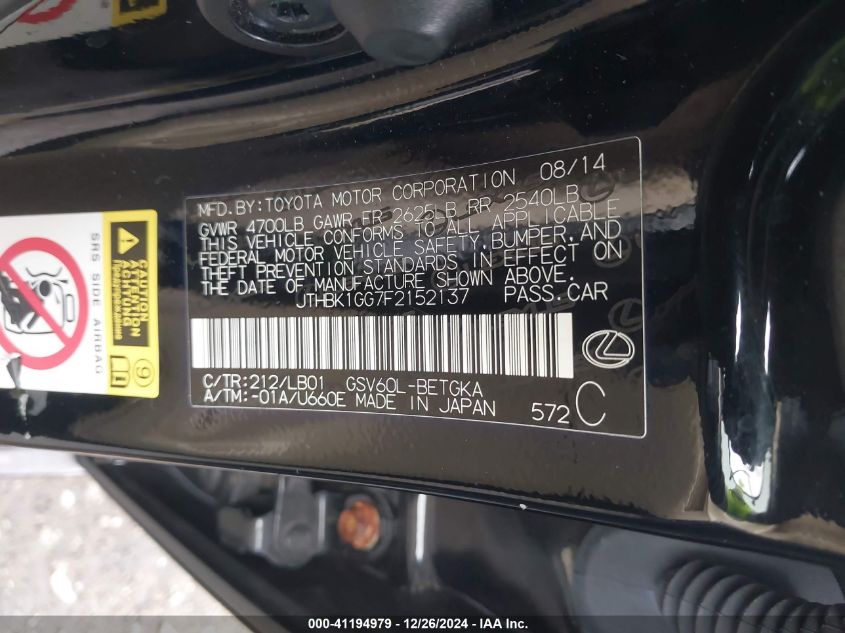 MFD. BY: TOYOTA MOTOR CORPORATION 08/14
GVWR 4700LB GAWR FR 2625LB RR 2540LB
THIS VEHICLE CONFORMS TO ALL APPLICABLE
FEDERAL MOTOR VEHICLE SAFETY, BUMPER, AND
THEFT PREVENTION STANDARDS IN EFFECT ON
THE DATE OF MANUFACTURE SHOWN ABOVE.
JTHBK1GG7F2152137 PASS.CAR
C/TR:212/LB01 GSV60L-BETGKA
A/TM:-01A/U660E MADE IN JAPAN 572 C
SRS SIDE AIRBAG
CAUTION
ATTENTION
9
000-41194979 • 12/26/2024 • IAA Inc.